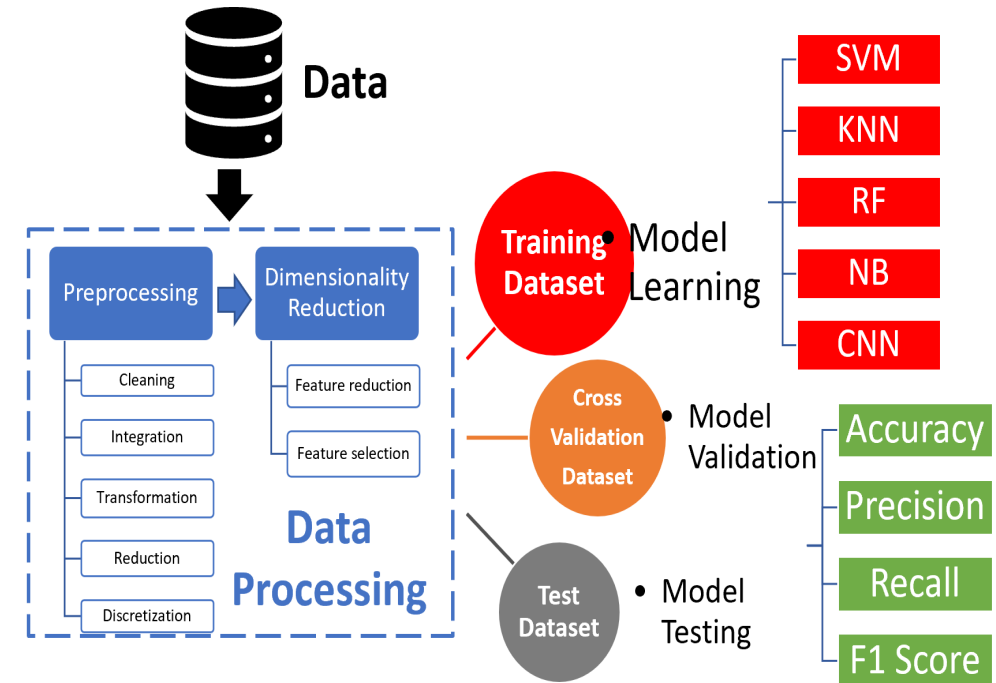 Data
Preprocessing
Cleaning
Integration
Transformation
Reduction
Discretization
Dimensionality
Reduction
Feature reduction
Feature selection
Data
Processing
Training
Dataset
• Model
Learning
SVM
KNN
RF
NB
CNN
Cross
Validation
Dataset
• Model
Validation
Test
Dataset
• Model
Testing
Accuracy
Precision
Recall
F1 Score